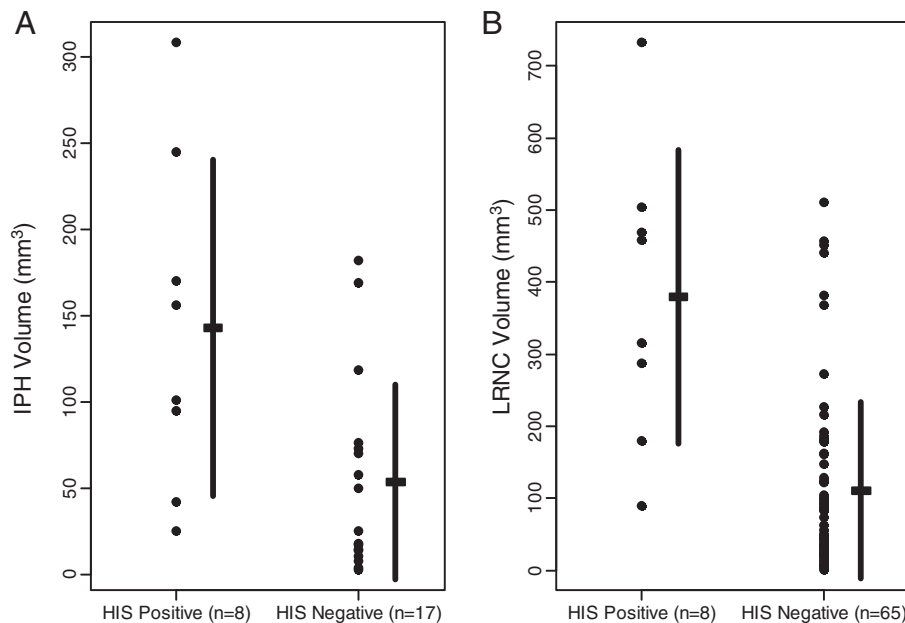 A
IPH Volume (mm³)
300
250
200
150
100
50
0
HIS Positive (n=8)
HIS Negative (n=17)
B
LRNC Volume (mm³)
700
600
500
400
300
200
100
0
HIS Positive (n=8)
HIS Negative (n=65)